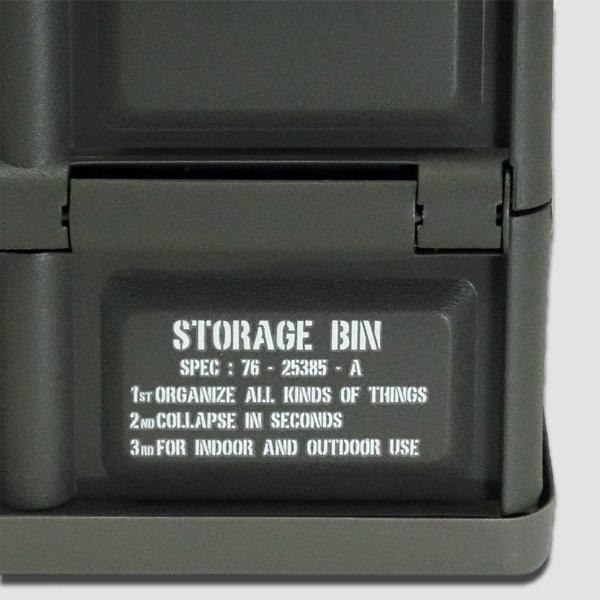 STORAGE BIN
SPEC : 76 - 25385 - A
1ST ORGANIZE ALL KINDS OF THINGS
2ND COLLAPSE IN SECONDS
3RD FOR INDOOR AND OUTDOOR USE